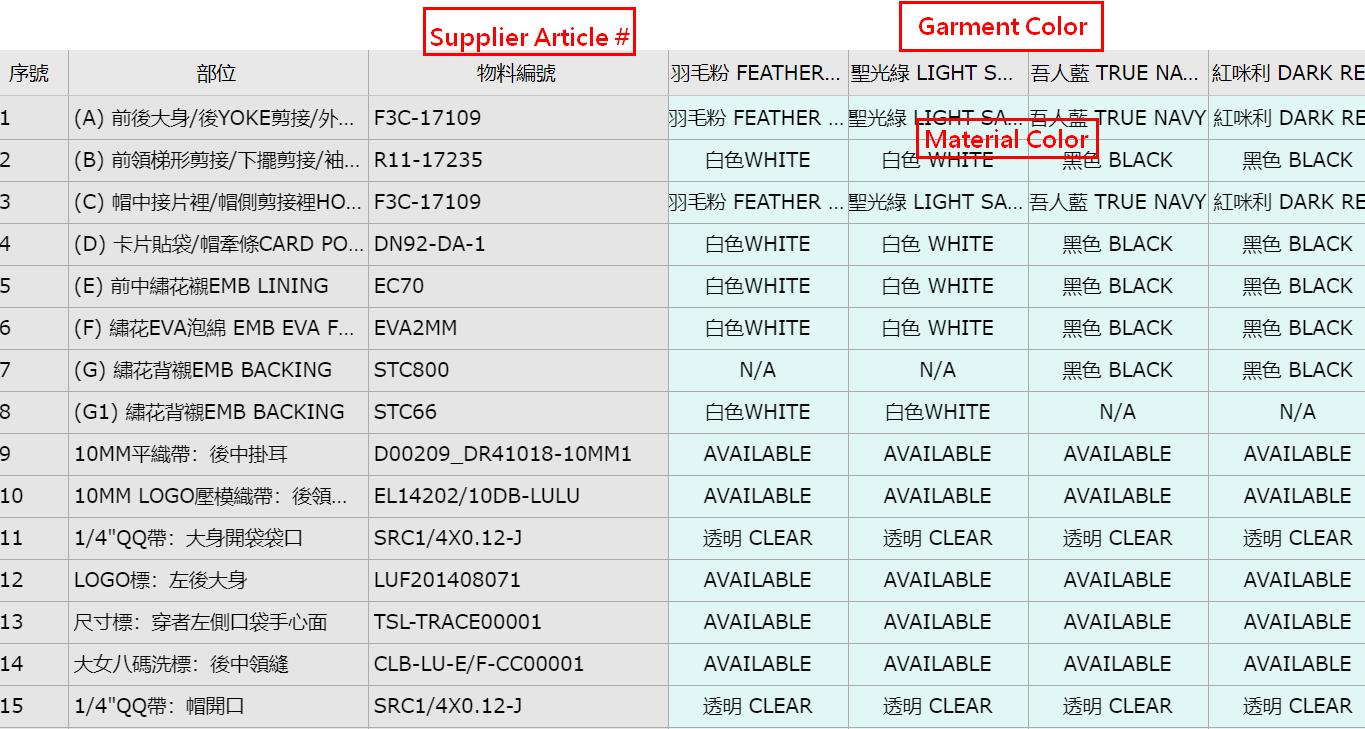 Supplier Article #
Garment Color
序號 部位 物料編號 羽毛粉 FEATHER... 聖光綠 LIGHT S... 吾人藍 TRUE NA... 紅咪利 DARK RE
1 (A) 前後大身/後YOKE剪接/外... F3C-17109 羽毛粉 FEATHER ... 聖光綠 LIGHT SA... 吾人藍 TRUE NAVY 紅咪利 DARK RE
Material Color
2 (B) 前領梯形剪接/下擺剪接/袖... R11-17235 白色WHITE 白色 WHITE 黑色 BLACK 黑色 BLACK
3 (C) 帽中接片裡/帽側剪接裡HO... F3C-17109 羽毛粉 FEATHER ... 聖光綠 LIGHT SA... 吾人藍 TRUE NAVY 紅咪利 DARK RE
4 (D) 卡片貼袋/帽牽條CARD PO... DN92-DA-1 白色WHITE 白色 WHITE 黑色 BLACK 黑色 BLACK
5 (E) 前中繡花襯EMB LINING EC70 白色WHITE 白色 WHITE 黑色 BLACK 黑色 BLACK
6 (F) 繡花EVA泡綿 EMB EVA F... EVA2MM 白色WHITE 白色 WHITE 黑色 BLACK 黑色 BLACK
7 (G) 繡花背襯EMB BACKING STC800 N/A N/A 黑色 BLACK 黑色 BLACK
8 (G1) 繡花背襯EMB BACKING STC66 白色WHITE 白色WHITE N/A N/A
9 10MM平織帶：後中掛耳 D00209_DR41018-10MM1 AVAILABLE AVAILABLE AVAILABLE AVAILABLE
10 10MM LOGO壓模織帶：後領... EL14202/10DB-LULU AVAILABLE AVAILABLE AVAILABLE AVAILABLE
11 1/4"QQ帶：大身開袋袋口 SRC1/4X0.12-J 透明 CLEAR 透明 CLEAR 透明 CLEAR 透明 CLEAR
12 LOGO標：左後大身 LUF201408071 AVAILABLE AVAILABLE AVAILABLE AVAILABLE
13 尺寸標：穿者左側口袋手心面 TSL-TRACE00001 AVAILABLE AVAILABLE AVAILABLE AVAILABLE
14 大女八碼洗標：後中領縫 CLB-LU-E/F-CC00001 AVAILABLE AVAILABLE AVAILABLE AVAILABLE
15 1/4"QQ帶：帽開口 SRC1/4X0.12-J 透明 CLEAR 透明 CLEAR 透明 CLEAR 透明 CLEAR